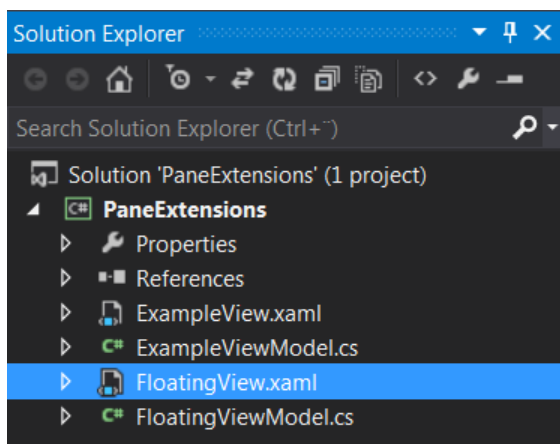 Solution Explorer
Search Solution Explorer (Ctrl+¨)
Solution 'PaneExtensions' (1 project)
C# PaneExtensions
Properties
References
ExampleView.xaml
C# ExampleViewModel.cs
FloatingView.xaml
C# FloatingViewModel.cs